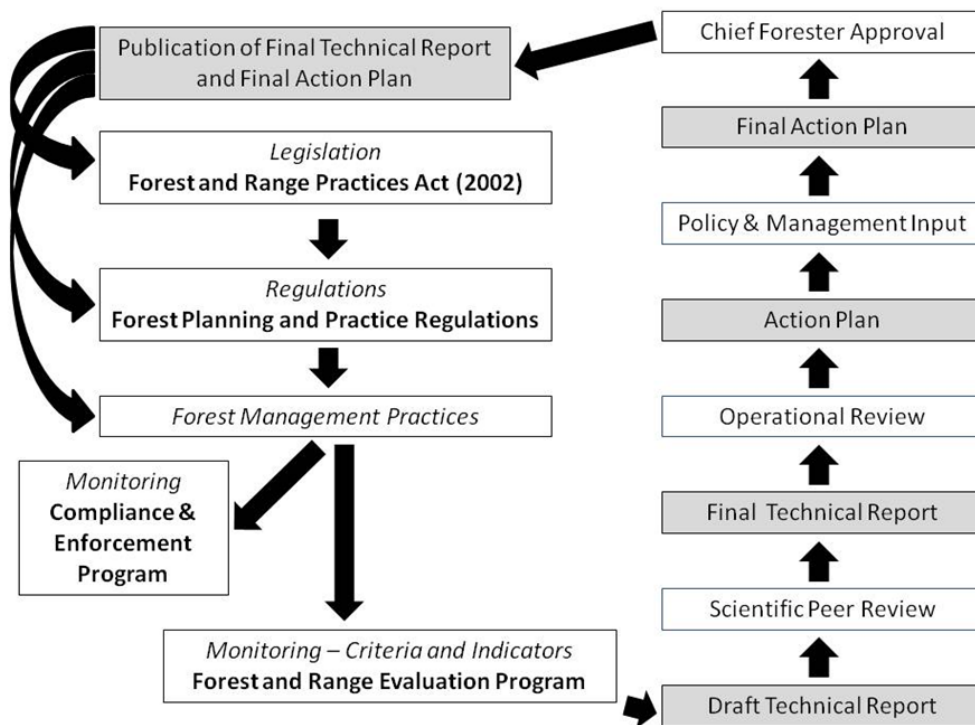 Publication of Final Technical Report
and Final Action Plan
Legislation
Forest and Range Practices Act (2002)
Regulations
Forest Planning and Practice Regulations
Forest Management Practices
Monitoring
Compliance &
Enforcement
Program
Monitoring – Criteria and Indicators
Forest and Range Evaluation Program
Chief Forester Approval
Final Action Plan
Policy & Management Input
Action Plan
Operational Review
Final Technical Report
Scientific Peer Review
Draft Technical Report